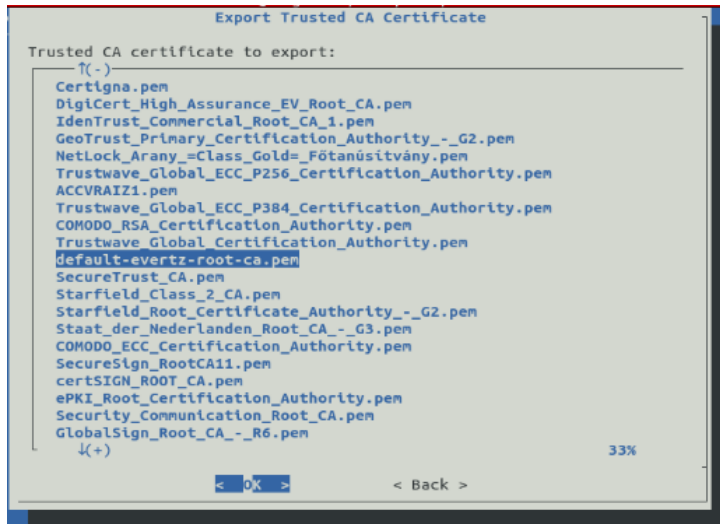 Export Trusted CA Certificate
Trusted CA certificate to export:
↑(-)
Certigna.pem
DigiCert_High_Assurance_EV_Root_CA.pem
IdenTrust_Commercial_Root_CA_1.pem
GeoTrust_Primary_Certification_Authority_-_G2.pem
NetLock_Arany_=Class_Gold=_Főtanúsítvány.pem
Trustwave_Global_ECC_P256_Certification_Authority.pem
ACCVRAIZ1.pem
Trustwave_Global_ECC_P384_Certification_Authority.pem
COMODO_RSA_Certification_Authority.pem
Trustwave_Global_Certification_Authority.pem
default-evertz-root-ca.pem
SecureTrust_CA.pem
Starfield_Class_2_CA.pem
Starfield_Root_Certificate_Authority_-_G2.pem
Staat_der_Nederlanden_Root_CA_-_G3.pem
COMODO_ECC_Certification_Authority.pem
SecureSign_RootCA11.pem
certSIGN_ROOT_CA.pem
ePKI_Root_Certification_Authority.pem
Security_Communication_Root_CA.pem
GlobalSign_Root_CA_-_R6.pem
↓(+) 33%
< OK > < Back >